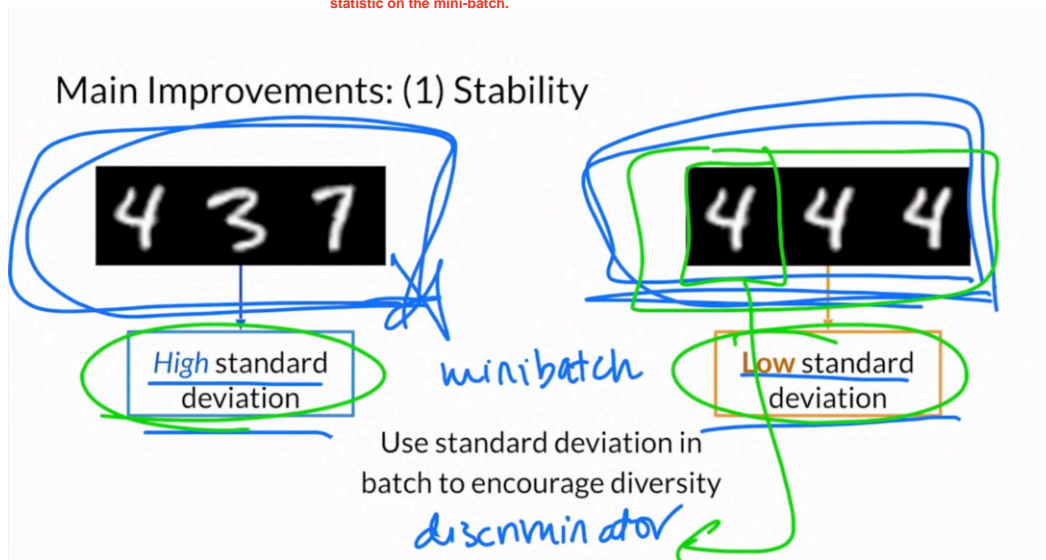 statistic on the mini-batch.
Main Improvements: (1) Stability
4 3 7
4 4 4
High standard
deviation
minibatch
Low standard
deviation
Use standard deviation in
batch to encourage diversity
discriminator